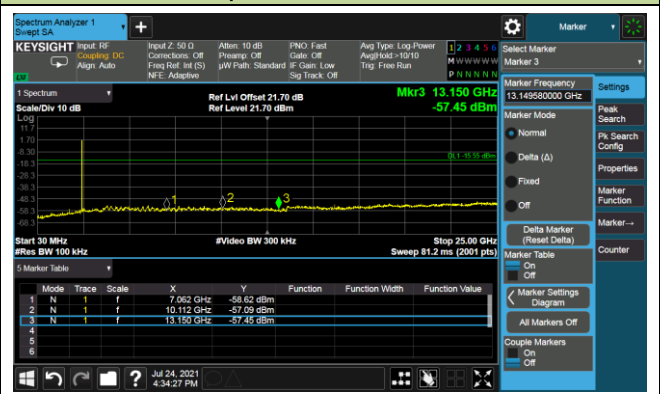 Spectrum Analyzer 1
Swept SA
Marker
KEYSIGHT
Input: RF
Coupling: DC
Align: Auto
Input Z: 50 Ω
Corrections: Off
Freq Ref: Int (S)
NFE: Adaptive
Atten: 10 dB
Preamp: Off
µW Path: Standard
PNO: Fast
Gate: Off
IF Gain: Low
Sig Track: Off
Avg Type: Log-Power
Avg|Hold:>10/10
Trig: Free Run
1 2 3 4 5 6
M W W W W W
P N N N N N
Select Marker
Marker 3
1 Spectrum
Scale/Div 10 dB
Log
Ref Lvl Offset 21.70 dB
Ref Level 21.70 dBm
Mkr3 13.150 GHz
-57.45 dBm
11.7
1.70
-8.30
-18.3
-28.3
-38.3
-48.3
-58.3
-68.3
DL1 -15.55 dBm
1
2
3
Start 30 MHz
#Res BW 100 kHz
#Video BW 300 kHz
Stop 25.00 GHz
Sweep 81.2 ms (2001 pts)
5 Marker Table
Mode Trace Scale X Y Function Function Width Function Value
1 N 1 f 7.062 GHz -58.62 dBm
2 N 1 f 10.112 GHz -57.09 dBm
3 N 1 f 13.150 GHz -57.45 dBm
4
5
6
Marker Frequency
13.149580000 GHz
Marker Mode
Normal
Delta (Δ)
Fixed
Off
Delta Marker
(Reset Delta)
Marker Table
On
Off
Marker Settings
Diagram
All Markers Off
Couple Markers
On
Off
Settings
Peak
Search
Pk Search
Config
Properties
Marker
Function
Marker→
Counter
?
Jul 24, 2021
4:34:27 PM